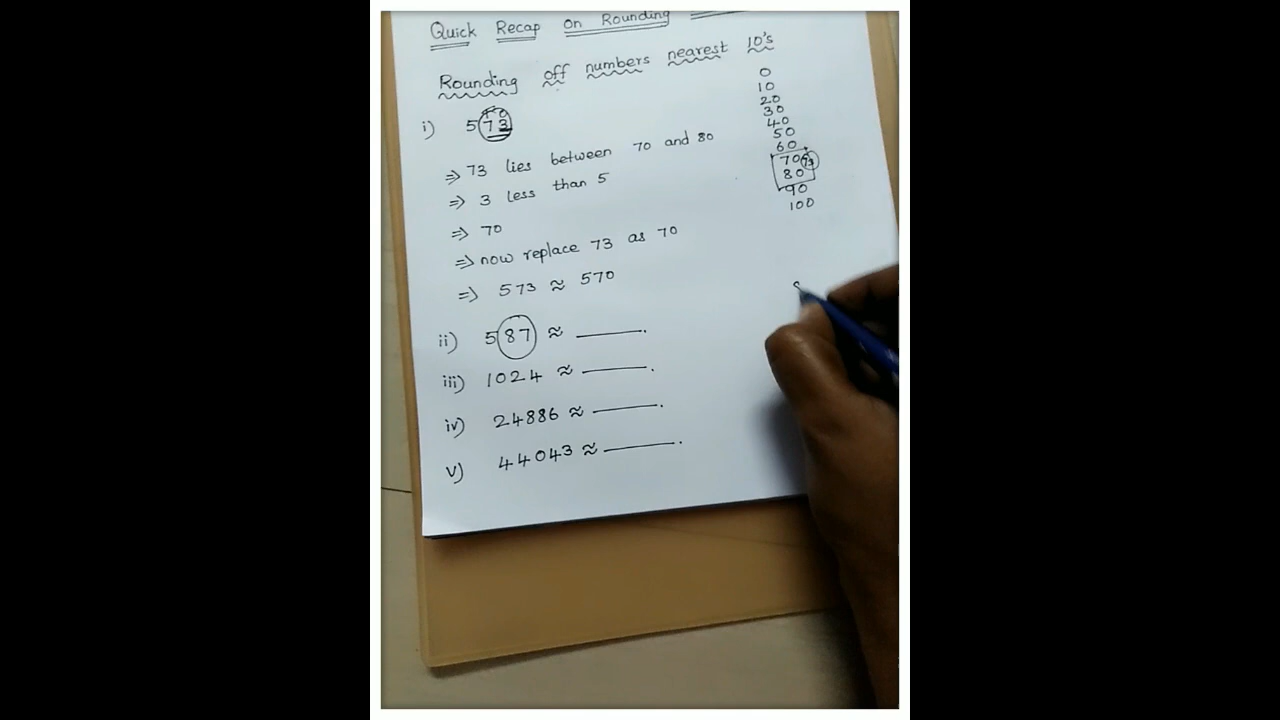 Quick Recap on Rounding
Rounding off numbers nearest 10's
i) 573
70
⇒ 73 lies between 70 and 80
⇒ 3 less than 5
⇒ 70
⇒ now replace 73 as 70
⇒ 573 ≈ 570
ii) 587 ≈ ______.
iii) 1024 ≈ ______.
iv) 24886 ≈ ______.
v) 44043 ≈ ______.
0
10
20
30
40
50
60
70 73
80
90
100